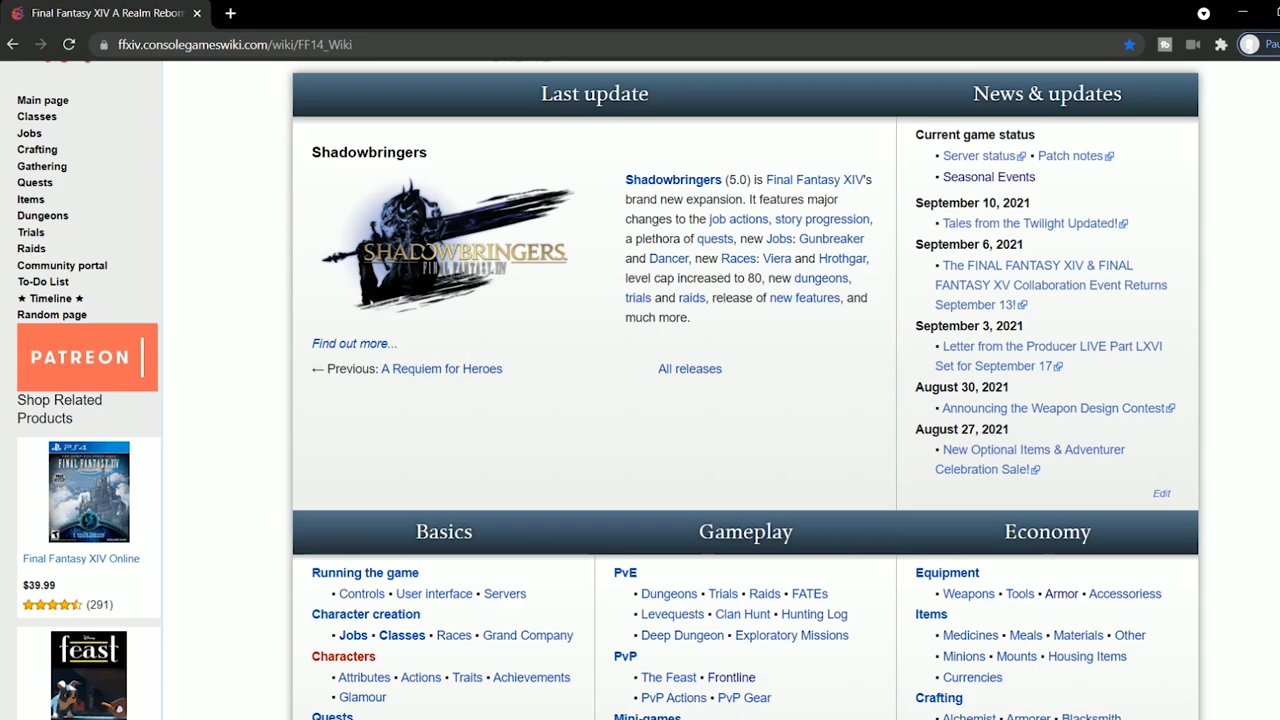 Final Fantasy XIV A Realm Rebor
ffxiv.consolegameswiki.com/wiki/FF14_Wiki
Pau
Main page
Classes
Jobs
Crafting
Gathering
Quests
Items
Dungeons
Trials
Raids
Community portal
To-Do List
★ Timeline ★
Random page
PATREON
Shop Related
Products
PS4
FINAL FANTASY XIV
Final Fantasy XIV Online
$39.99
(291)
Disney
feast
Last update
Shadowbringers
SHADOWBRINGERS
FINAL FANTASY XIV
Shadowbringers (5.0) is Final Fantasy XIV's
brand new expansion. It features major
changes to the job actions, story progression,
a plethora of quests, new Jobs: Gunbreaker
and Dancer, new Races: Viera and Hrothgar,
level cap increased to 80, new dungeons,
trials and raids, release of new features, and
much more.
Find out more...
← Previous: A Requiem for Heroes
All releases
News & updates
Current game status
▪ Server status ▪ Patch notes
▪ Seasonal Events
September 10, 2021
▪ Tales from the Twilight Updated!
September 6, 2021
▪ The FINAL FANTASY XIV & FINAL
FANTASY XV Collaboration Event Returns
September 13!
September 3, 2021
▪ Letter from the Producer LIVE Part LXVI
Set for September 17
August 30, 2021
▪ Announcing the Weapon Design Contest
August 27, 2021
▪ New Optional Items & Adventurer
Celebration Sale!
Edit
Basics
Running the game
▪ Controls ▪ User interface ▪ Servers
Character creation
▪ Jobs ▪ Classes ▪ Races ▪ Grand Company
Characters
▪ Attributes ▪ Actions ▪ Traits ▪ Achievements
▪ Glamour
Quests
Gameplay
PvE
▪ Dungeons ▪ Trials ▪ Raids ▪ FATEs
▪ Levequests ▪ Clan Hunt ▪ Hunting Log
▪ Deep Dungeon ▪ Exploratory Missions
PvP
▪ The Feast ▪ Frontline
▪ PvP Actions ▪ PvP Gear
Mini-games
Economy
Equipment
▪ Weapons ▪ Tools ▪ Armor ▪ Accessoriess
Items
▪ Medicines ▪ Meals ▪ Materials ▪ Other
▪ Minions ▪ Mounts ▪ Housing Items
▪ Currencies
Crafting
▪ Alchemist ▪ Armorer ▪ Blacksmith